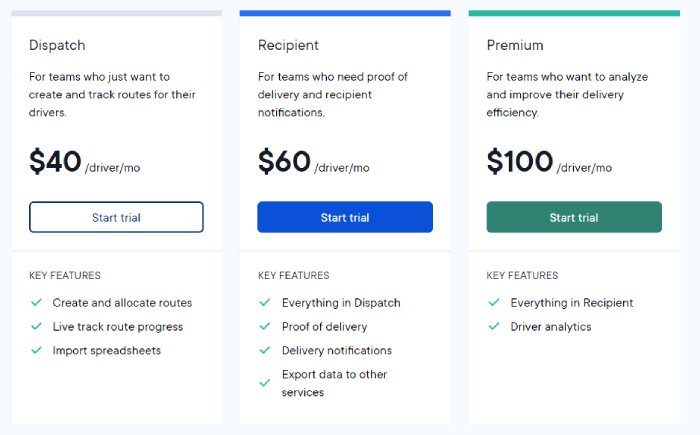 Dispatch
For teams who just want to
create and track routes for their
drivers.
$40 /driver/mo
Start trial
KEY FEATURES
Create and allocate routes
Live track route progress
Import spreadsheets
Recipient
For teams who need proof of
delivery and recipient
notifications.
$60 /driver/mo
Start trial
KEY FEATURES
Everything in Dispatch
Proof of delivery
Delivery notifications
Export data to other
services
Premium
For teams who want to analyze
and improve their delivery
efficiency.
$100 /driver/mo
Start trial
KEY FEATURES
Everything in Recipient
Driver analytics